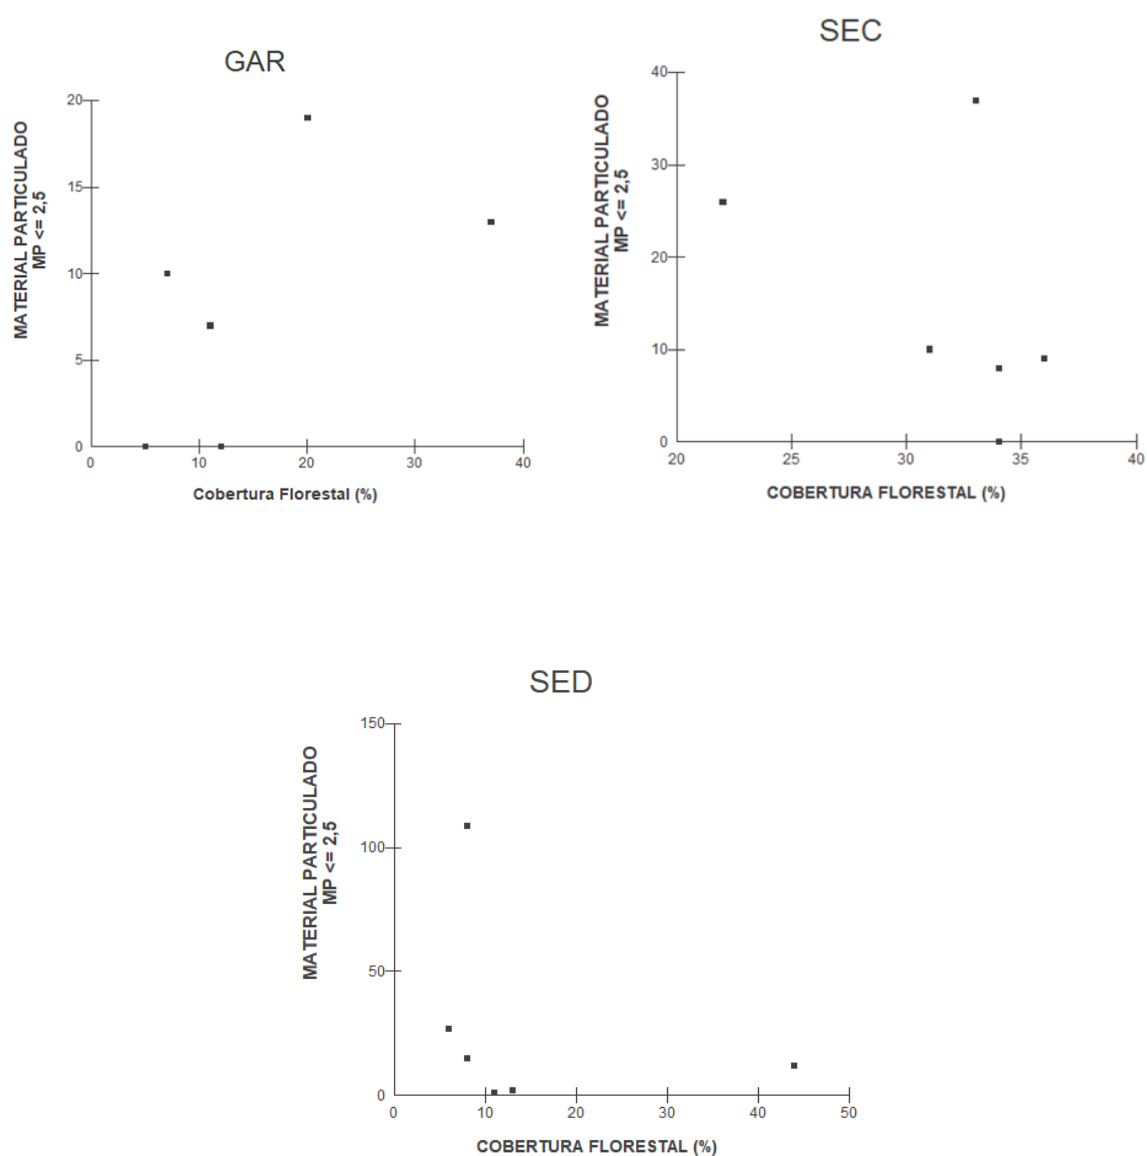 GAR
MATERIAL PARTICULADO
MP <= 2,5
20
15
10
5
0
0 10 20 30 40
Cobertura Florestal (%)
SEC
MATERIAL PARTICULADO
MP <= 2,5
40
30
20
10
0
20 25 30 35 40
COBERTURA FLORESTAL (%)
SED
MATERIAL PARTICULADO
MP <= 2,5
150
100
50
0
0 10 20 30 40 50
COBERTURA FLORESTAL (%)